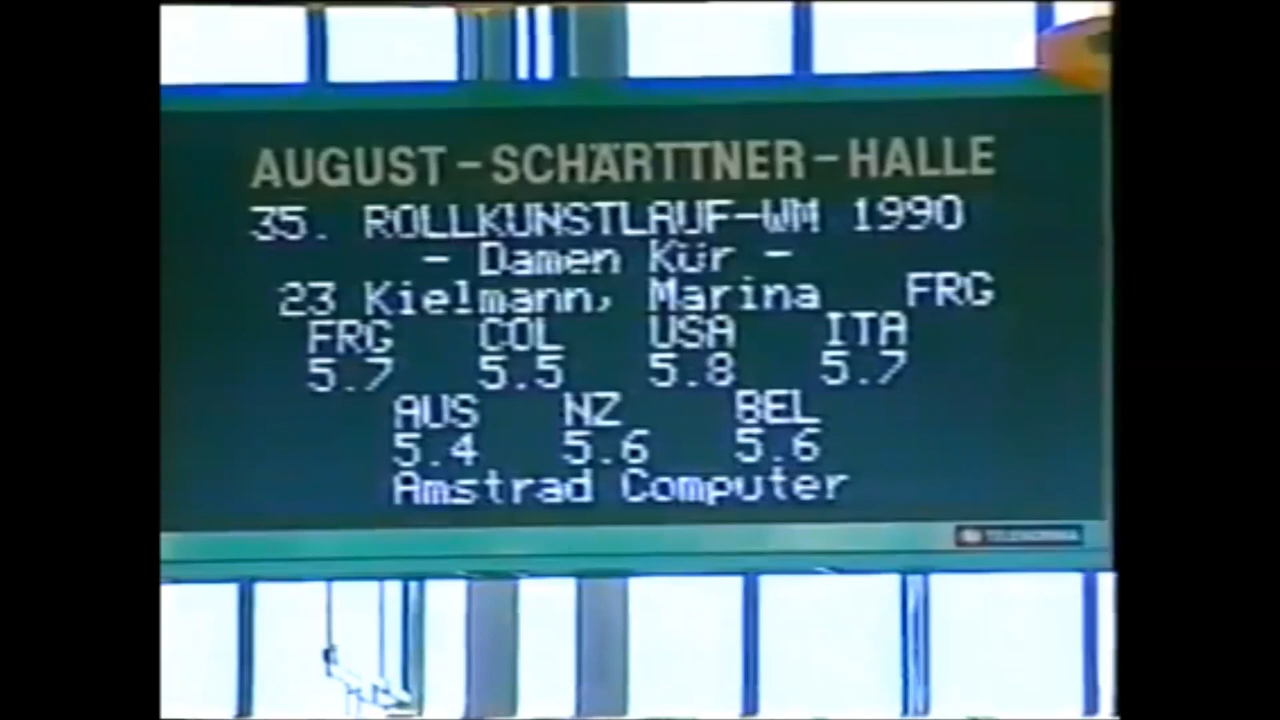 AUGUST-SCHÄRTTNER-HALLE
35. ROLLKUNSTLAUF-WM 1990
- Damen Kür -
23 Kielmann, Marina FRG
FRG COL USA ITA
5.7 5.5 5.8 5.7
AUS NZ BEL
5.4 5.6 5.6
Amstrad Computer